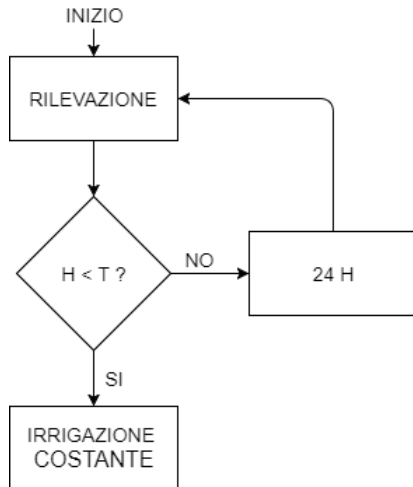 INIZIO
RILEVAZIONE
H < T ?
NO
24 H
SI
IRRIGAZIONE
COSTANTE